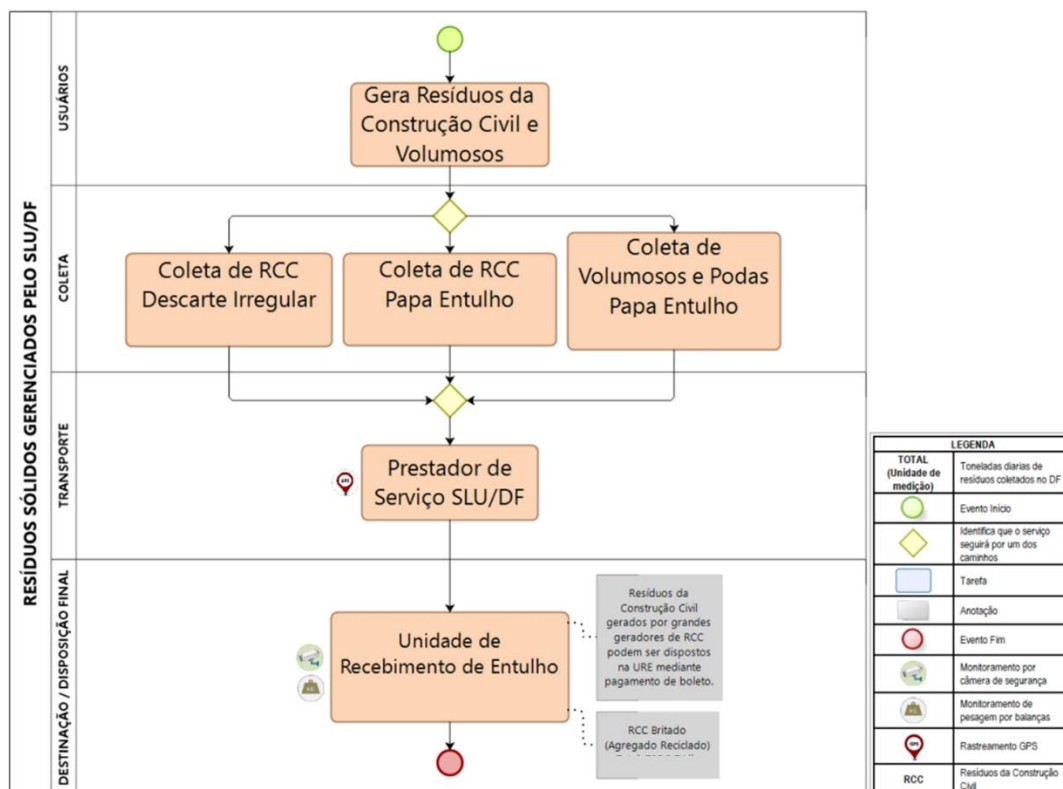 RESÍDUOS SÓLIDOS GERENCIADOS PELO SLU/DF
USUÁRIOS
Gera Resíduos da
Construção Civil e
Volumosos
COLETA
Coleta de RCC
Descarte Irregular
Coleta de RCC
Papa Entulho
Coleta de
Volumosos e Podas
Papa Entulho
TRANSPORTE
Prestador de
Serviço SLU/DF
DESTINAÇÃO / DISPOSIÇÃO FINAL
Unidade de
Recebimento de Entulho
Resíduos da
Construção Civil
gerados por grandes
geradores de RCC
podem ser dispostos
na URE mediante
pagamento de boleto.
RCC Britado
(Agregado Reciclado)
LEGENDA
TOTAL
(Unidade de
medição)
Toneladas diarias de
resíduos coletados no DF
Evento Início
Identifica que o serviço
seguirá por um dos
caminhos
Tarefa
Anotação
Evento Fim
Monitoramento por
câmera de segurança
Monitoramento de
pesagem por balanças
GPS
Rastreamento GPS
RCC
Resíduos da Construção
Civil